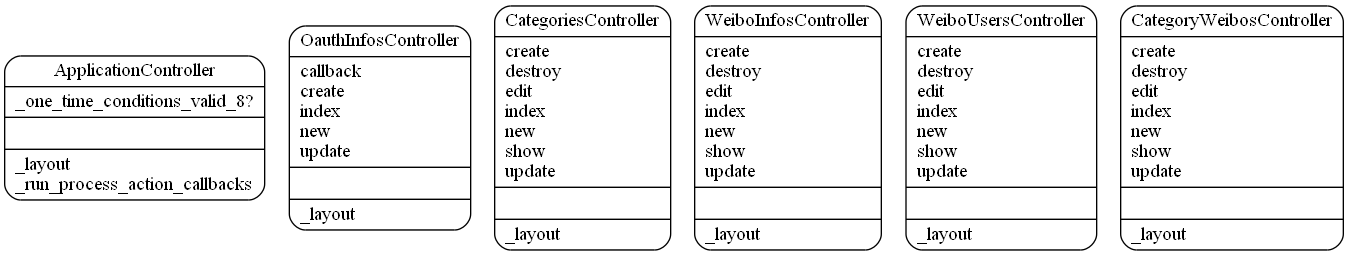 ApplicationController
_one_time_conditions_valid_8?
_layout
_run_process_action_callbacks
OauthInfosController
callback
create
index
new
update
_layout
CategoriesController
create
destroy
edit
index
new
show
update
_layout
WeiboInfosController
create
destroy
edit
index
new
show
update
_layout
WeiboUsersController
create
destroy
edit
index
new
show
update
_layout
CategoryWeibosController
create
destroy
edit
index
new
show
update
_layout